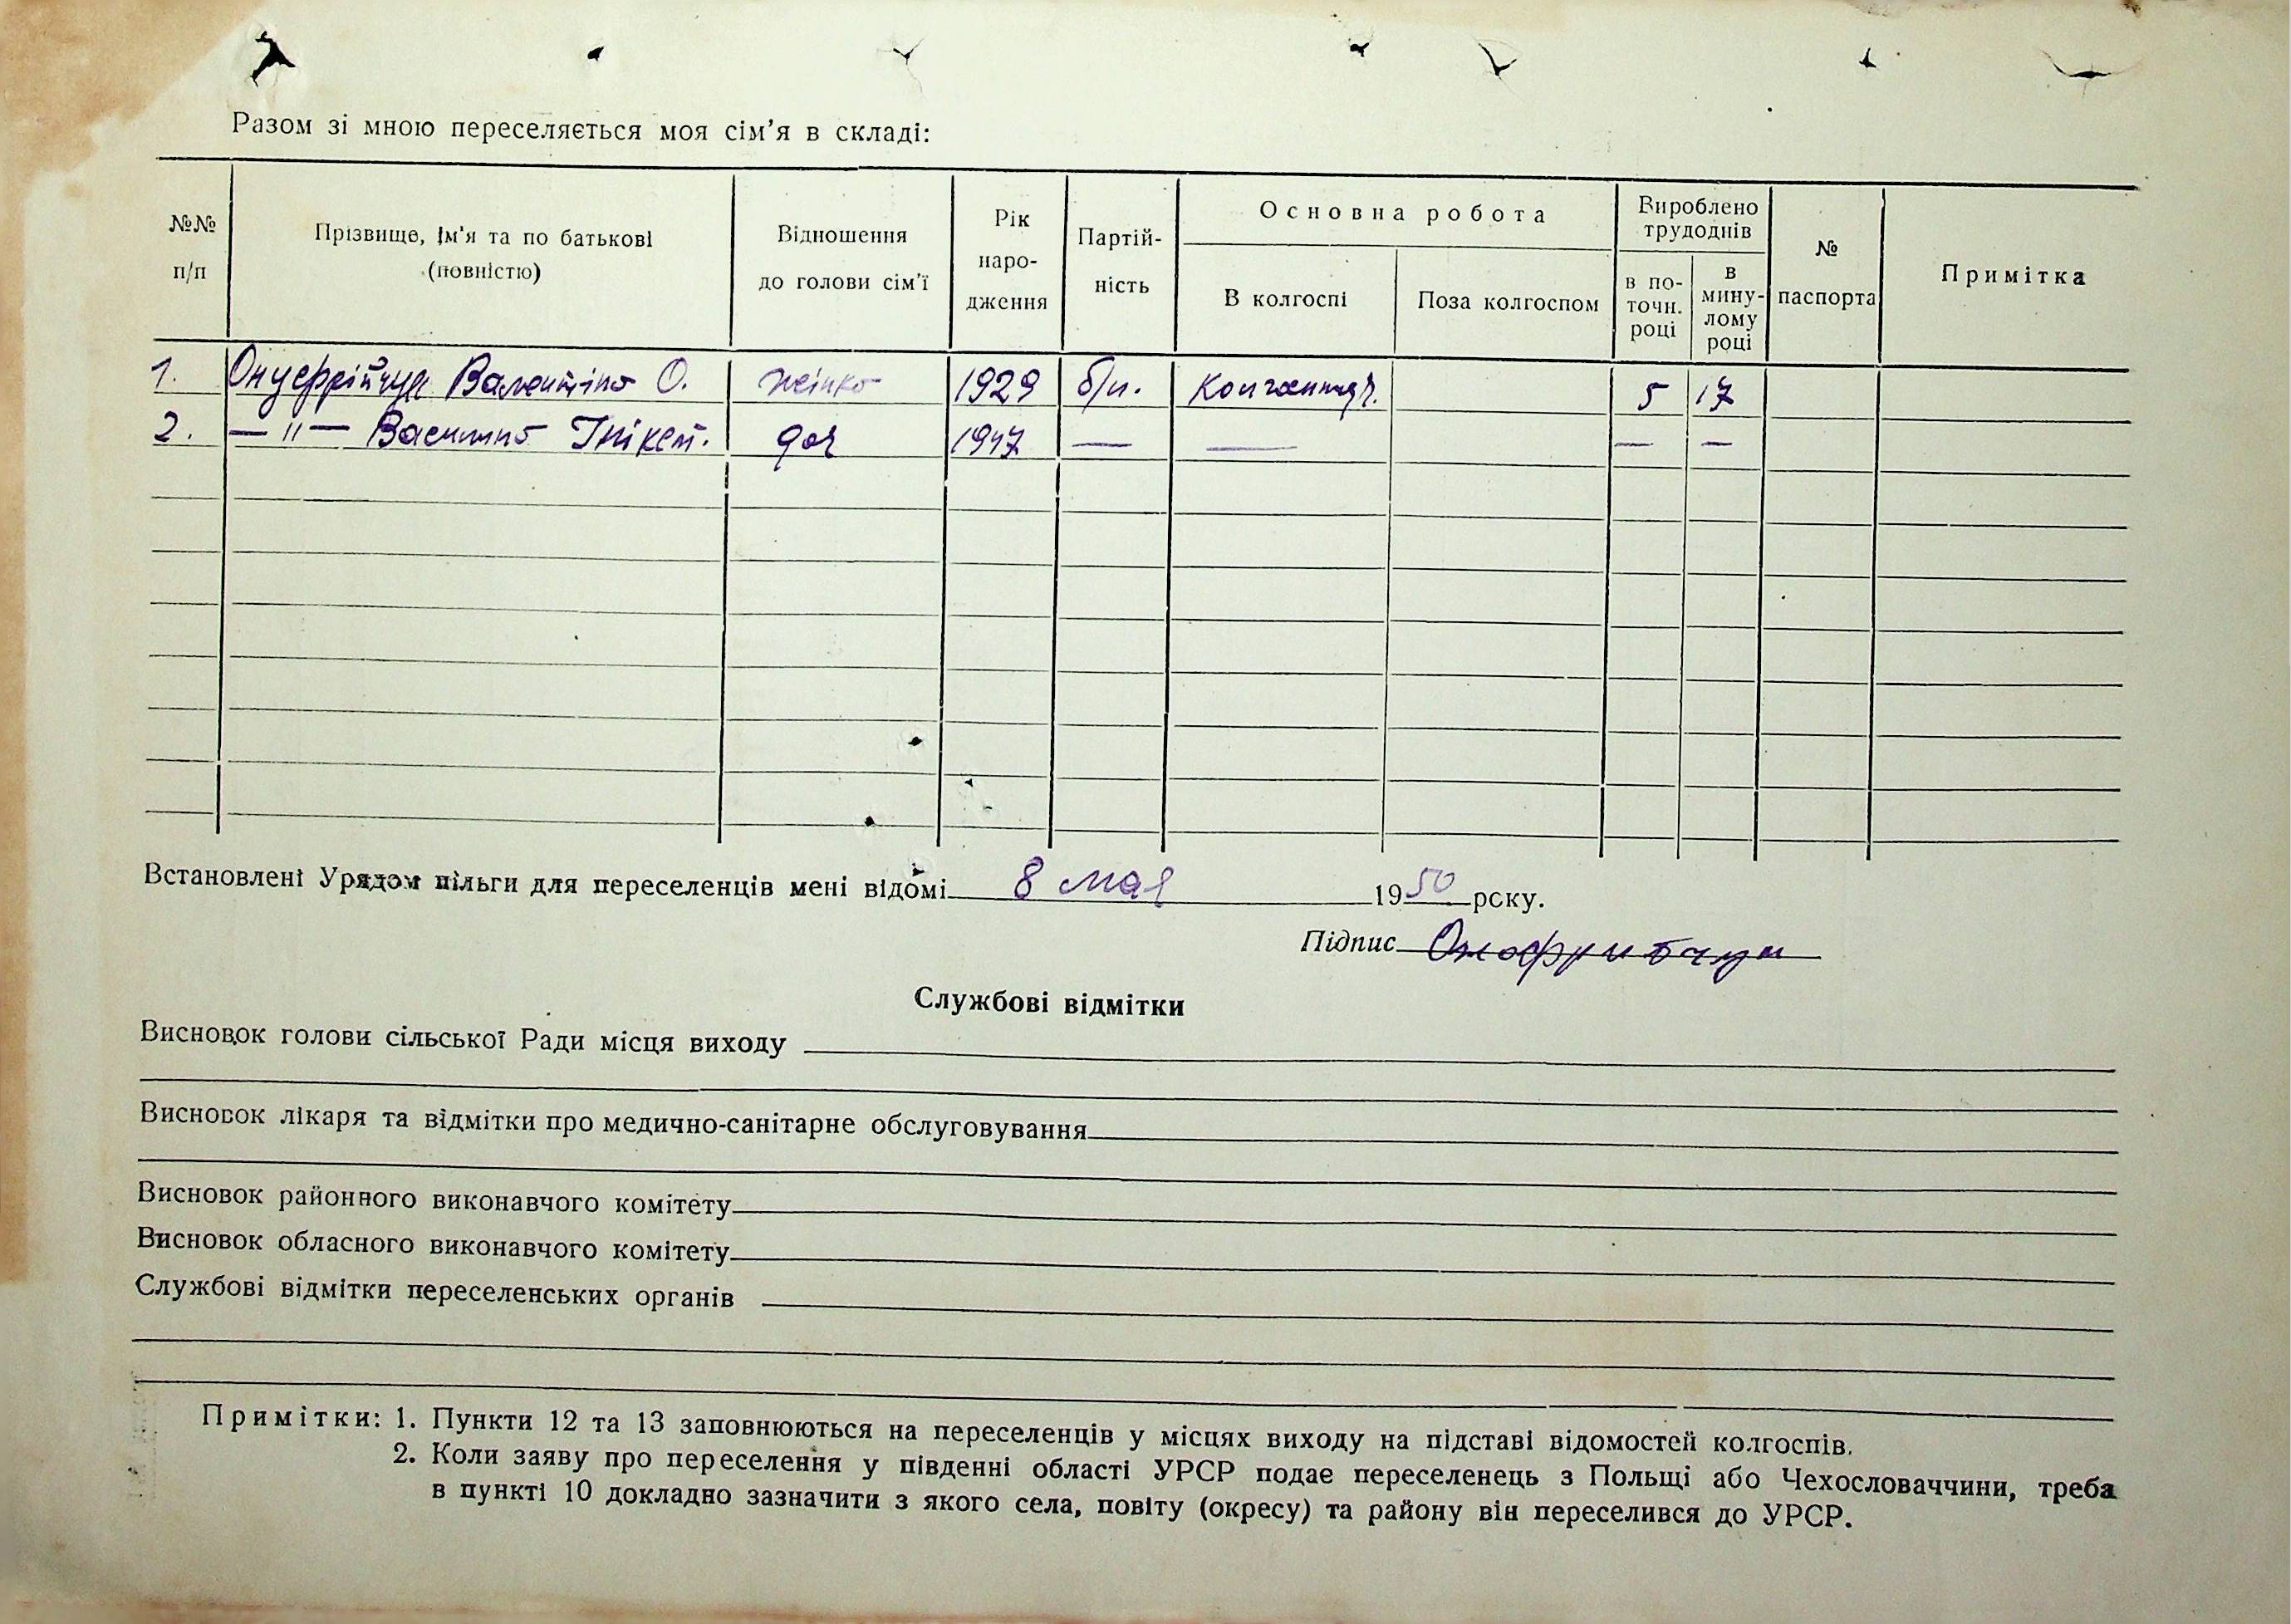 Разом зі мною переселяється моя сім’я в складі:
№№ п/п
Прізвище, Ім’я та по батькові (повністю)
Відношення до голови сім’ї
Рік народження
Партійність
Основна робота
В колгоспі
Поза колгоспом
Вироблено трудоднів
в поточн. році
в минулому році
№ паспорта
Примітка
1. Онуфрійчук Валентина О. жінка 1929 б/п. 5 17
2. —"— 1947 — — — —
Встановлені Урядом пільги для переселенців мені відомі 8 мая 1950 року.
Підпис
Службові відмітки
Висновок голови сільської Ради місця виходу
Висновок лікаря та відмітки про медично-санітарне обслуговування
Висновок районного виконавчого комітету
Висновок обласного виконавчого комітету
Службові відмітки переселенських органів
Примітки: 1. Пункти 12 та 13 заповнюються на переселенців у місцях виходу на підставі відомостей колгоспів.
2. Коли заяву про переселення у південні області УРСР подає переселенець з Польщі або Чехословаччини, треба
в пункті 10 докладно зазначити з якого села, повіту (окресу) та району він переселився до УРСР.